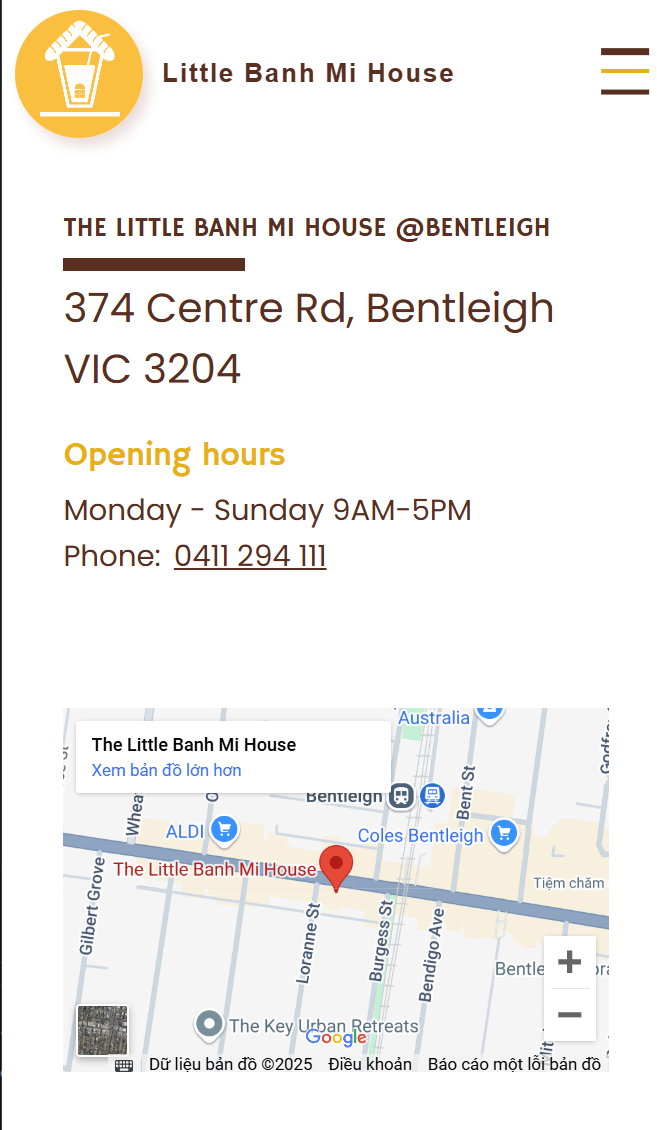 Little Banh Mi House
THE LITTLE BANH MI HOUSE @BENTLEIGH
374 Centre Rd, Bentleigh
VIC 3204
Opening hours
Monday - Sunday 9AM-5PM
Phone: 0411 294 111
Australia
The Little Banh Mi House
Xem bản đồ lớn hơn
Bentleigh
Bent St
ALDI
Coles Bentleigh
The Little Banh Mi House
Tiệm chăm
Gilbert Grove
Loranne St
Burgess St
Bendigo Ave
The Key Urban Retreats
Google
Dữ liệu bản đồ ©2025 Điều khoản Báo cáo một lỗi bản đồ